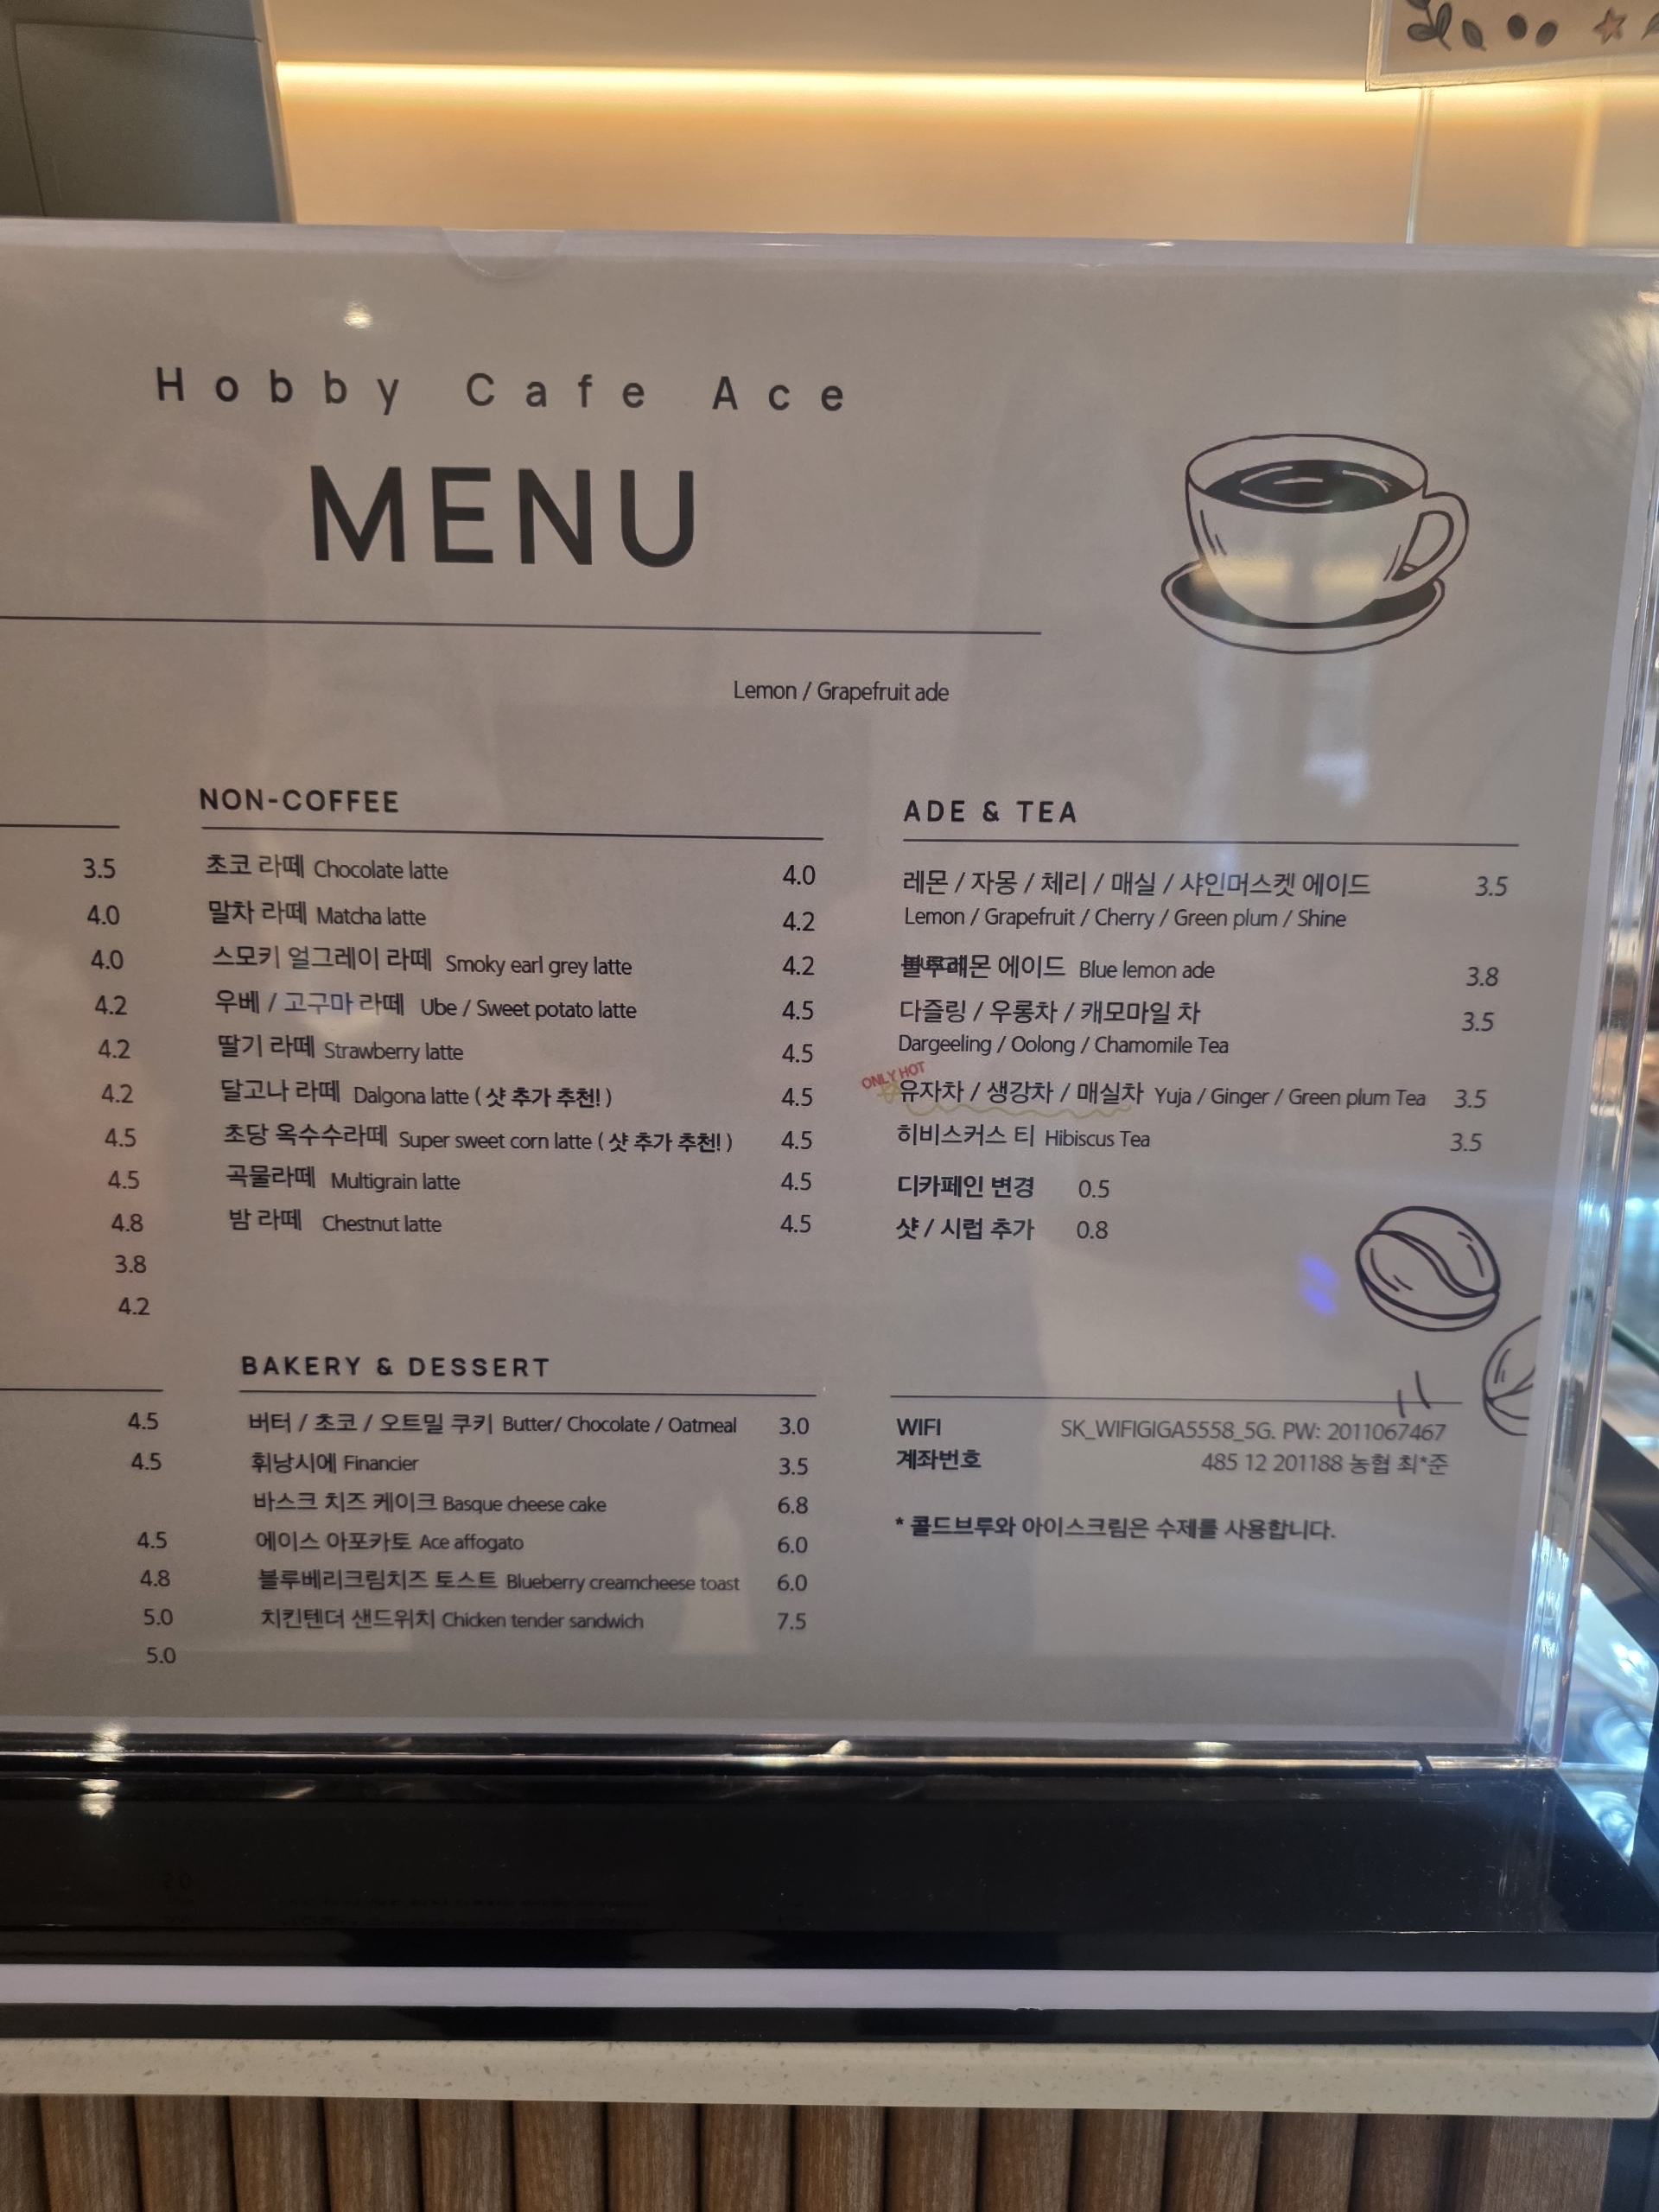 Hobby Cafe Ace
MENU
Lemon / Grapefruit ade
3.5
4.0
4.0
4.2
4.2
4.2
4.5
4.5
4.8
3.8
4.2
NON-COFFEE
초코 라떼 Chocolate latte 4.0
말차 라떼 Matcha latte 4.2
스모키 얼그레이 라떼 Smoky earl grey latte 4.2
우베 / 고구마 라떼 Ube / Sweet potato latte 4.5
딸기 라떼 Strawberry latte 4.5
달고나 라떼 Dalgona latte ( 샷 추가 추천! ) 4.5
초당 옥수수라떼 Super sweet corn latte ( 샷 추가 추천! ) 4.5
곡물라떼 Multigrain latte 4.5
밤 라떼 Chestnut latte 4.5
ADE & TEA
레몬 / 자몽 / 체리 / 매실 / 샤인머스켓 에이드 3.5
Lemon / Grapefruit / Cherry / Green plum / Shine
블루레몬 에이드 Blue lemon ade 3.8
다즐링 / 우롱차 / 캐모마일 차 3.5
Dargeeling / Oolong / Chamomile Tea
ONLY HOT
유자차 / 생강차 / 매실차 Yuja / Ginger / Green plum Tea 3.5
히비스커스 티 Hibiscus Tea 3.5
디카페인 변경 0.5
샷 / 시럽 추가 0.8
4.5
4.5
4.5
4.8
5.0
5.0
BAKERY & DESSERT
버터 / 초코 / 오트밀 쿠키 Butter/ Chocolate / Oatmeal 3.0
휘낭시에 Financier 3.5
바스크 치즈 케이크 Basque cheese cake 6.8
에이스 아포카토 Ace affogato 6.0
블루베리크림치즈 토스트 Blueberry creamcheese toast 6.0
치킨텐더 샌드위치 Chicken tender sandwich 7.5
WIFI SK_WIFIGIGA5558_5G. PW: 2011067467
계좌번호 485 12 201188 농협 최*준
* 콜드브루와 아이스크림은 수제를 사용합니다.